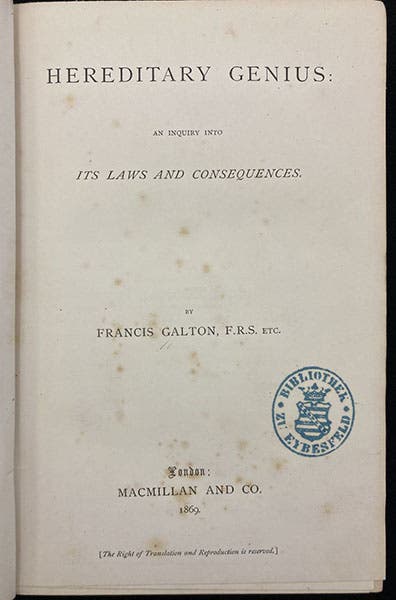 HEREDITARY GENIUS:
AN INQUIRY INTO
ITS LAWS AND CONSEQUENCES.
BY
FRANCIS GALTON, F.R.S. ETC.
BIBLIOTHEK
ZU EYBESFELD
London:
MACMILLAN AND CO.
1869.
[The Right of Translation and Reproduction is reserved.]